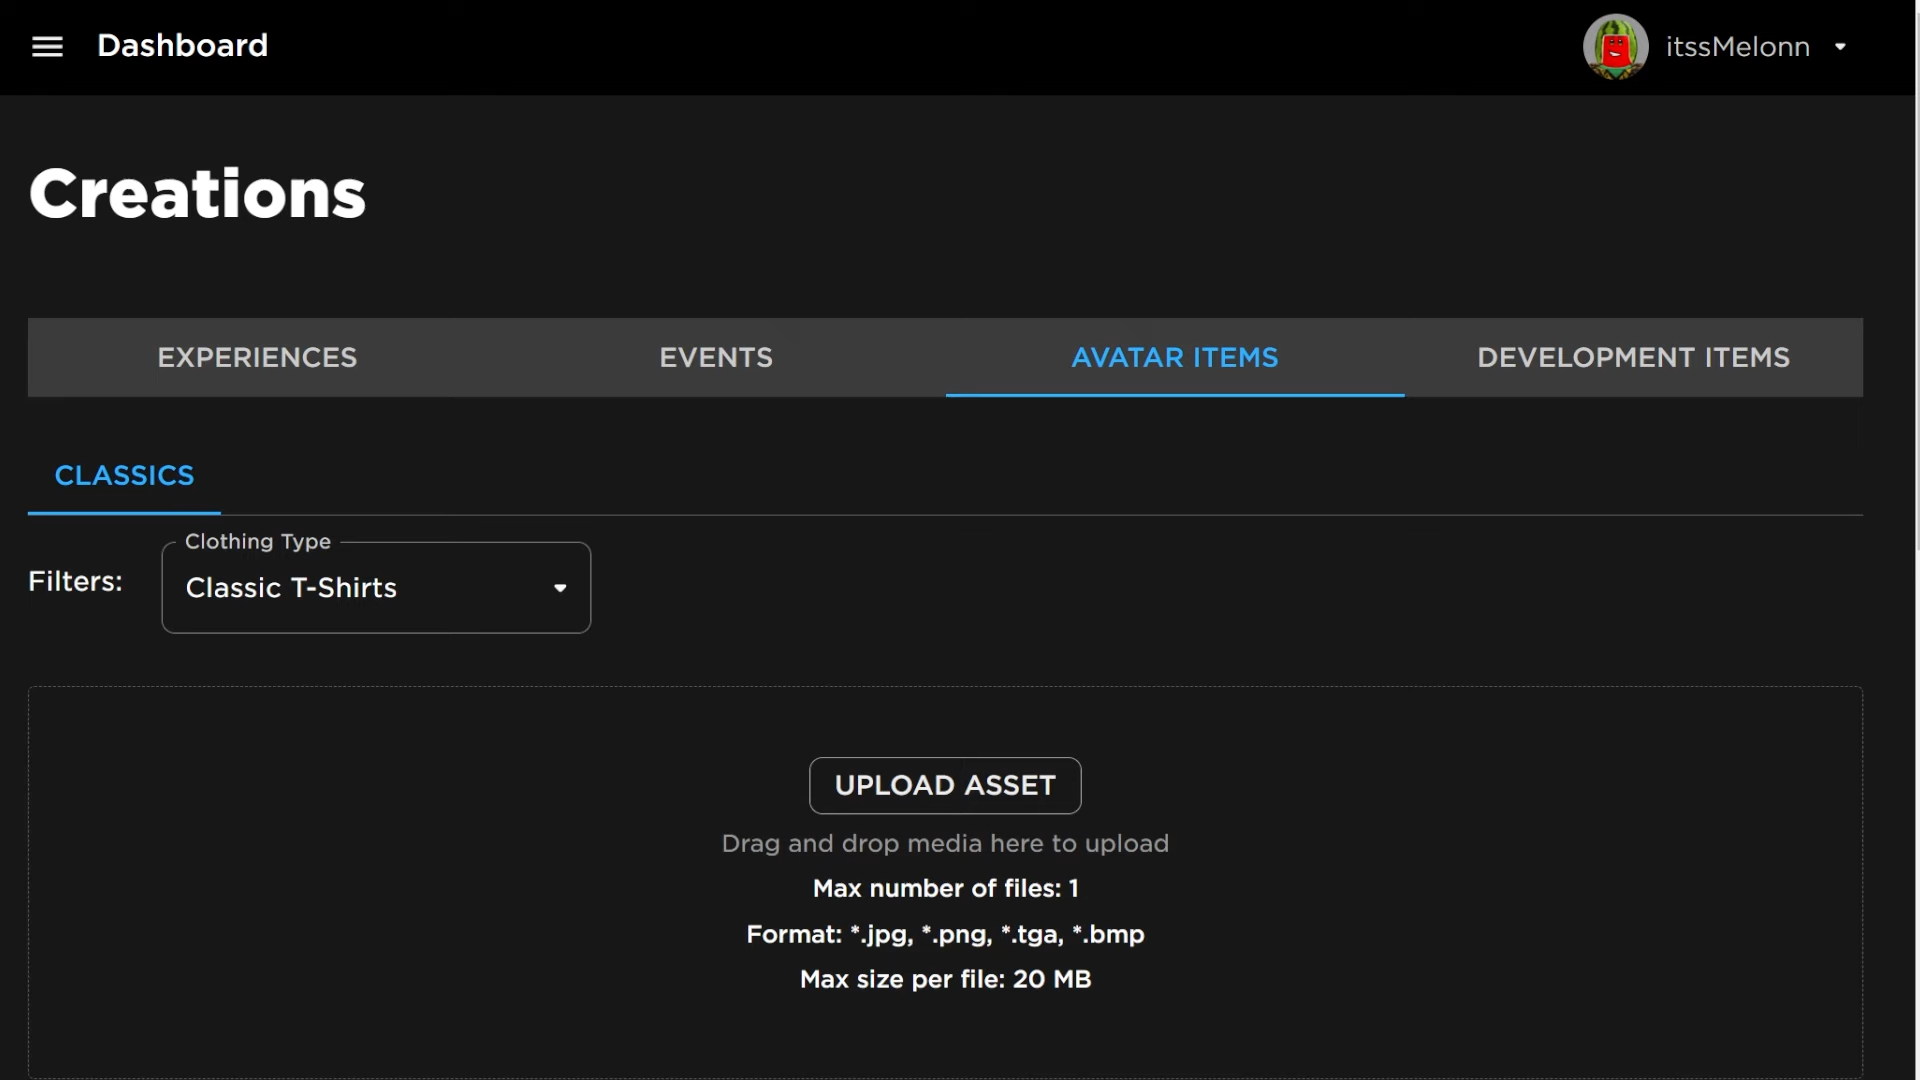 Dashboard
itssMelonn
Creations
EXPERIENCES
EVENTS
AVATAR ITEMS
DEVELOPMENT ITEMS
CLASSICS
Filters:
Clothing Type
Classic T-Shirts
UPLOAD ASSET
Drag and drop media here to upload
Max number of files: 1
Format: *.jpg, *.png, *.tga, *.bmp
Max size per file: 20 MB